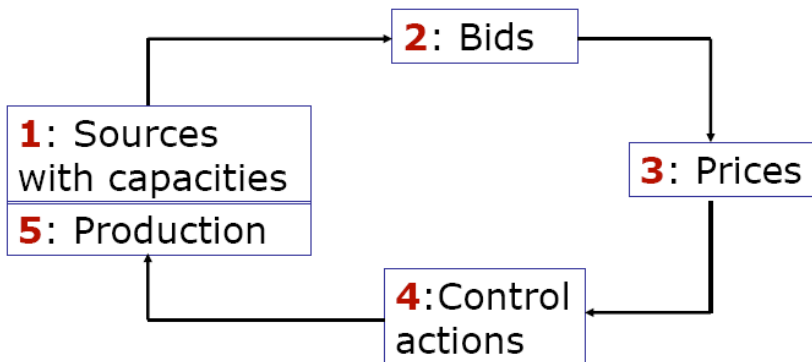 2: Bids
1: Sources
with capacities
3: Prices
5: Production
4:Control
actions